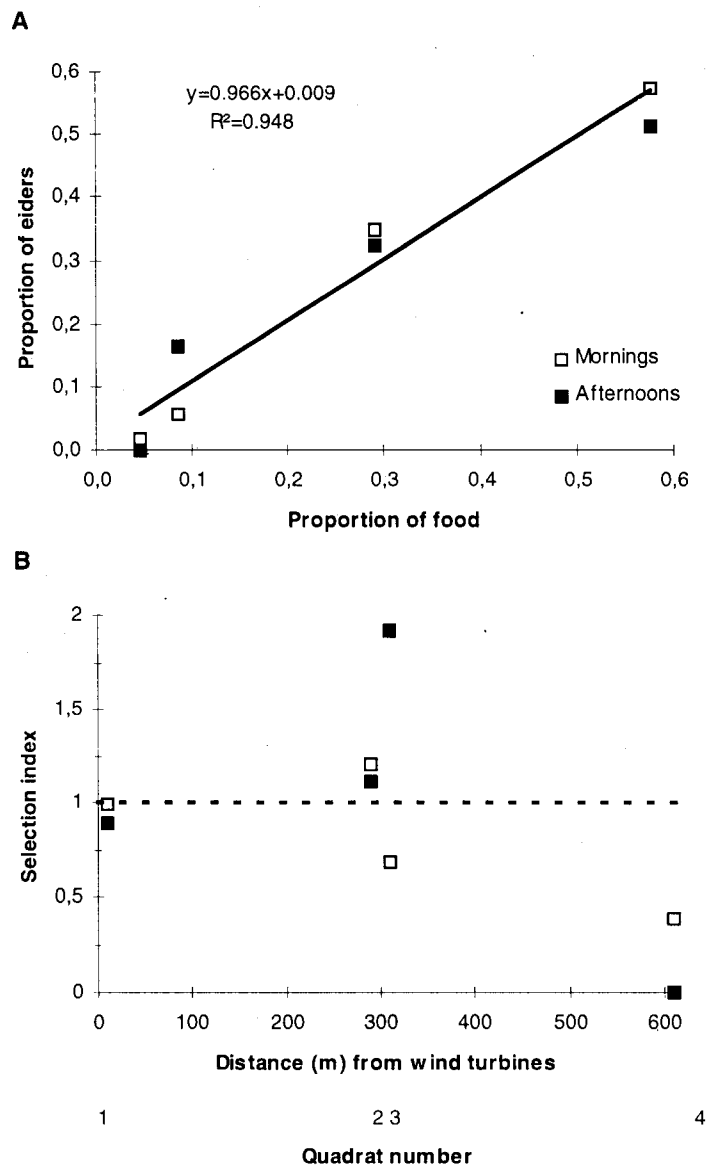 A
0,6
y=0.966x+0.009
R²=0.948
0,5
0,4
0,3
0,2
0,1
0,0
Proportion of eiders
Mornings
Afternoons
0,0 0,1 0,2 0,3 0,4 0,5 0,6
Proportion of food
B
2
1,5
1
0,5
0
Selection index
0 100 200 300 400 500 600
Distance (m) from wind turbines
1 2 3 4
Quadrat number